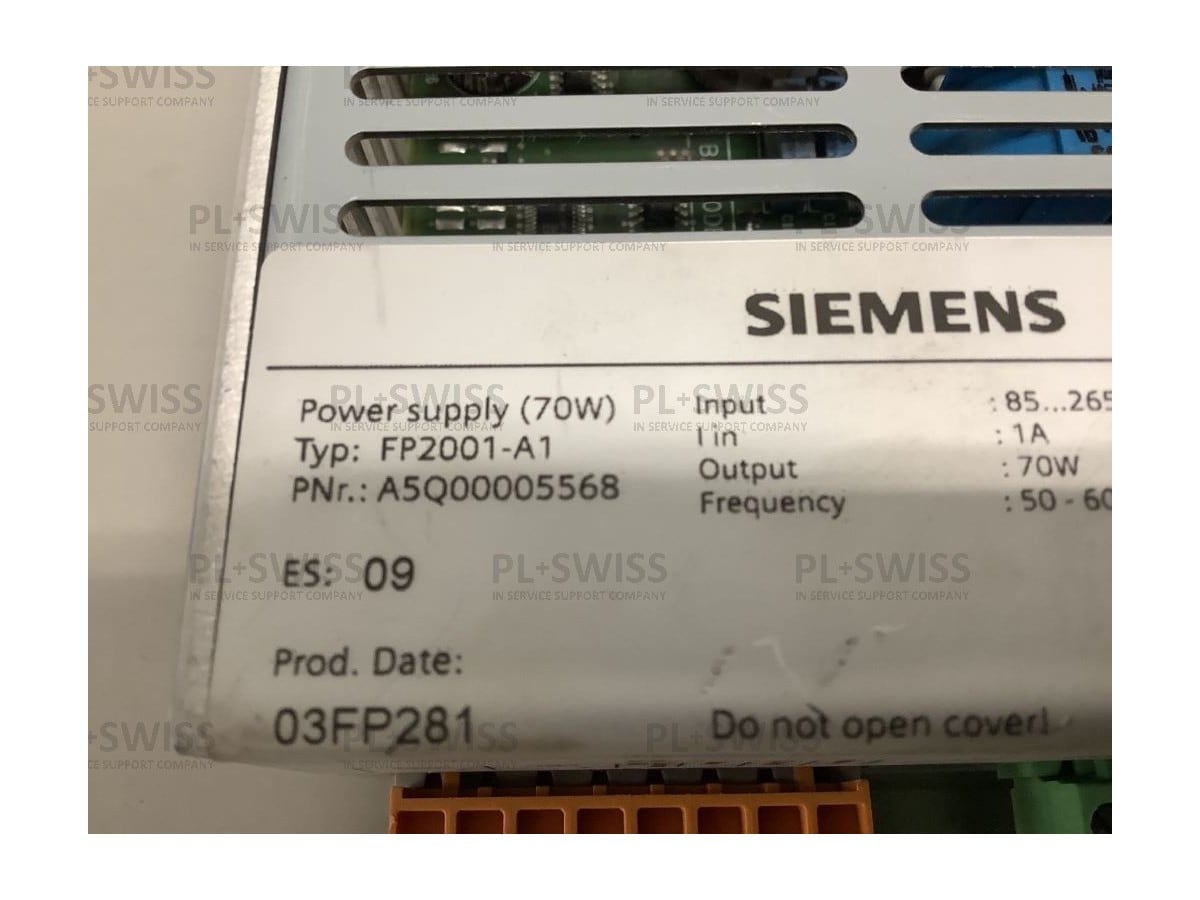 SIEMENS
Power supply (70W)
Typ: FP2001-A1
PNr.: A5Q00005568
Input : 85...265
I in : 1A
Output : 70W
Frequency : 50 - 60
ES: 09
Prod. Date:
03FP281
Do not open cover!
PL+SWISS
IN SERVICE SUPPORT COMPANY